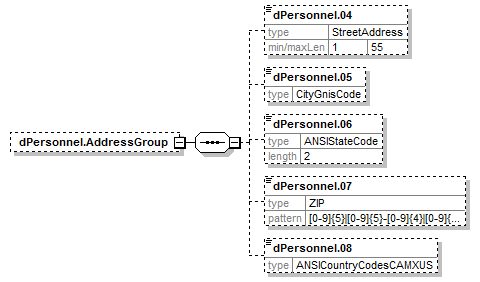 dPersonnel.04
type StreetAddress
min/maxLen 1 55
dPersonnel.05
type CityGnisCode
dPersonnel.AddressGroup
dPersonnel.06
type ANSIStateCode
length 2
dPersonnel.07
type ZIP
pattern [0-9]{5}|[0-9]{5}-[0-9]{4}|[0-9]{...
dPersonnel.08
type ANSICountryCodesCAMXUS